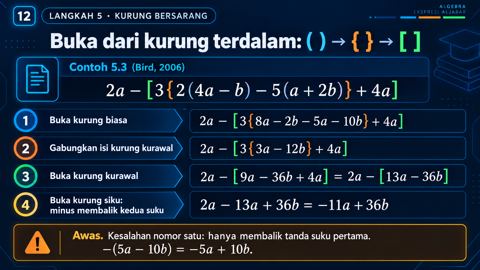 12 LANGKAH 5 • KURUNG BERSARANG
ALGEBRA
EKSPRESI ALJABAR
Buka dari kurung terdalam: ( ) → { } → [ ]
Contoh 5.3 (Bird, 2006)
2a − [3{2(4a − b) − 5(a + 2b)} + 4a]
1 Buka kurung biasa
2a − [3{8a − 2b − 5a − 10b} + 4a]
2 Gabungkan isi kurung kurawal
2a − [3{3a − 12b} + 4a]
3 Buka kurung kurawal
2a − [9a − 36b + 4a] = 2a − [13a − 36b]
4 Buka kurung siku:
minus membalik kedua suku
2a − 13a + 36b = −11a + 36b
Awas. Kesalahan nomor satu: hanya membalik tanda suku pertama.
−(5a − 10b) = −5a + 10b.